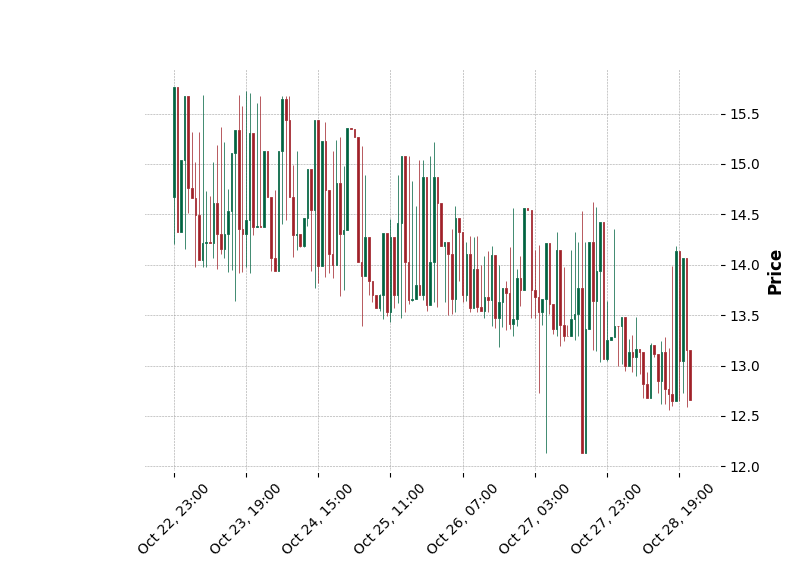 15.5
15.0
14.5
14.0
13.5
13.0
12.5
12.0
Price
Oct 22, 23:00
Oct 23, 19:00
Oct 24, 15:00
Oct 25, 11:00
Oct 26, 07:00
Oct 27, 03:00
Oct 27, 23:00
Oct 28, 19:00